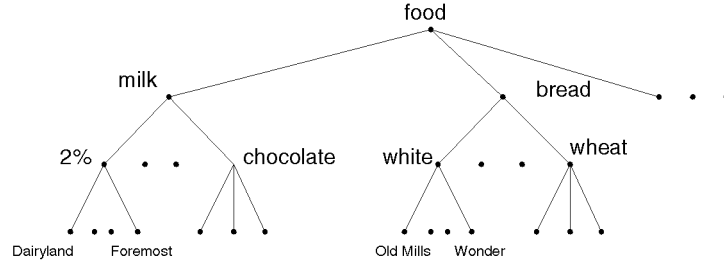 food
milk
bread
2%
chocolate
white
wheat
Dairyland
Foremost
Old Mills
Wonder